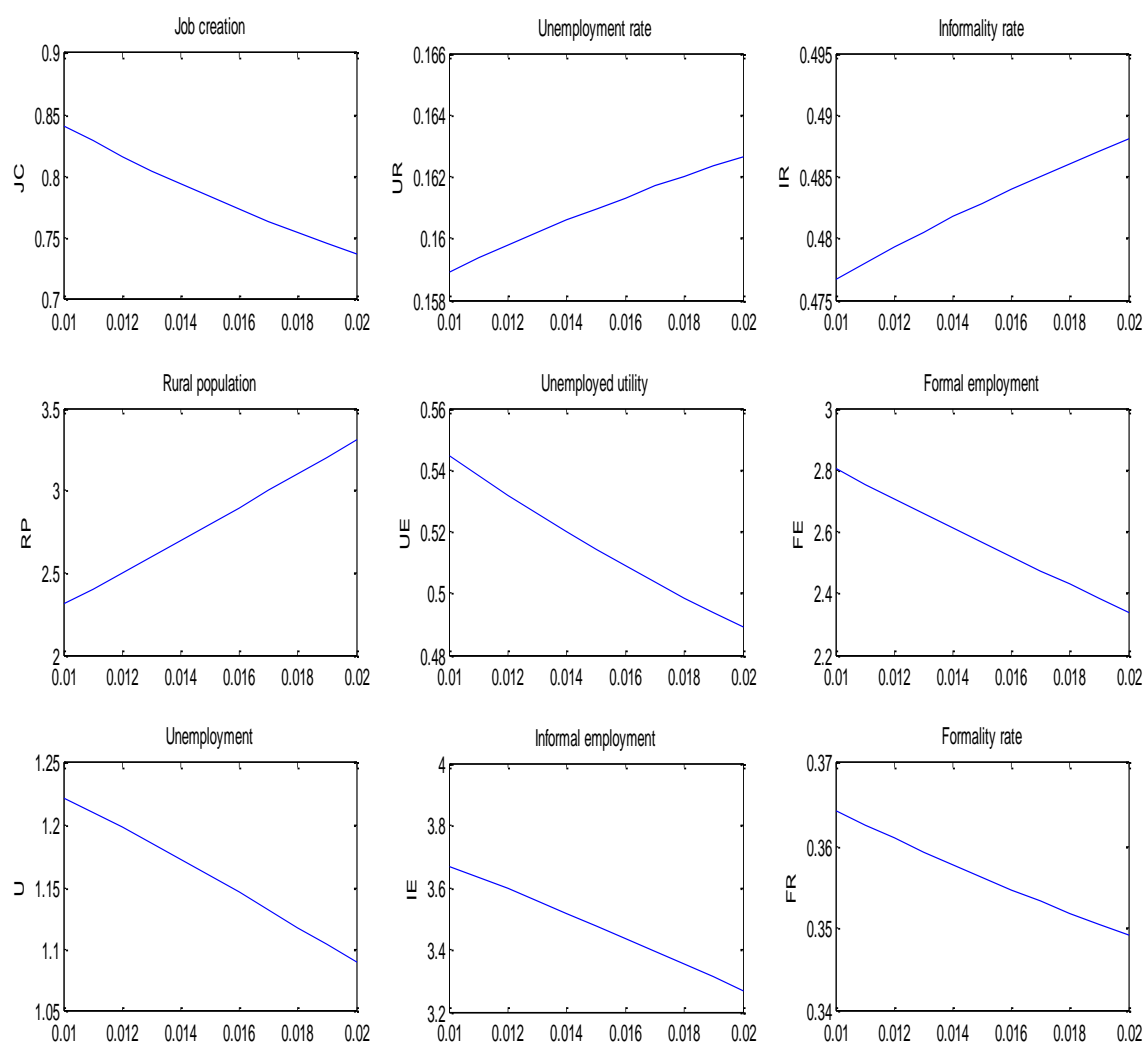 Job creation
0.9
0.85
0.8
0.75
0.7
JC
0.01 0.012 0.014 0.016 0.018 0.02
Unemployment rate
0.166
0.164
0.162
0.16
0.158
UR
0.01 0.012 0.014 0.016 0.018 0.02
Informality rate
0.495
0.49
0.485
0.48
0.475
IR
0.01 0.012 0.014 0.016 0.018 0.02
Rural population
3.5
3
2.5
2
RP
0.01 0.012 0.014 0.016 0.018 0.02
Unemployed utility
0.56
0.54
0.52
0.5
0.48
UE
0.01 0.012 0.014 0.016 0.018 0.02
Formal employment
3
2.8
2.6
2.4
2.2
FE
0.01 0.012 0.014 0.016 0.018 0.02
Unemployment
1.25
1.2
1.15
1.1
1.05
U
0.01 0.012 0.014 0.016 0.018 0.02
Informal employment
4
3.8
3.6
3.4
3.2
IE
0.01 0.012 0.014 0.016 0.018 0.02
Formality rate
0.37
0.36
0.35
0.34
FR
0.01 0.012 0.014 0.016 0.018 0.02